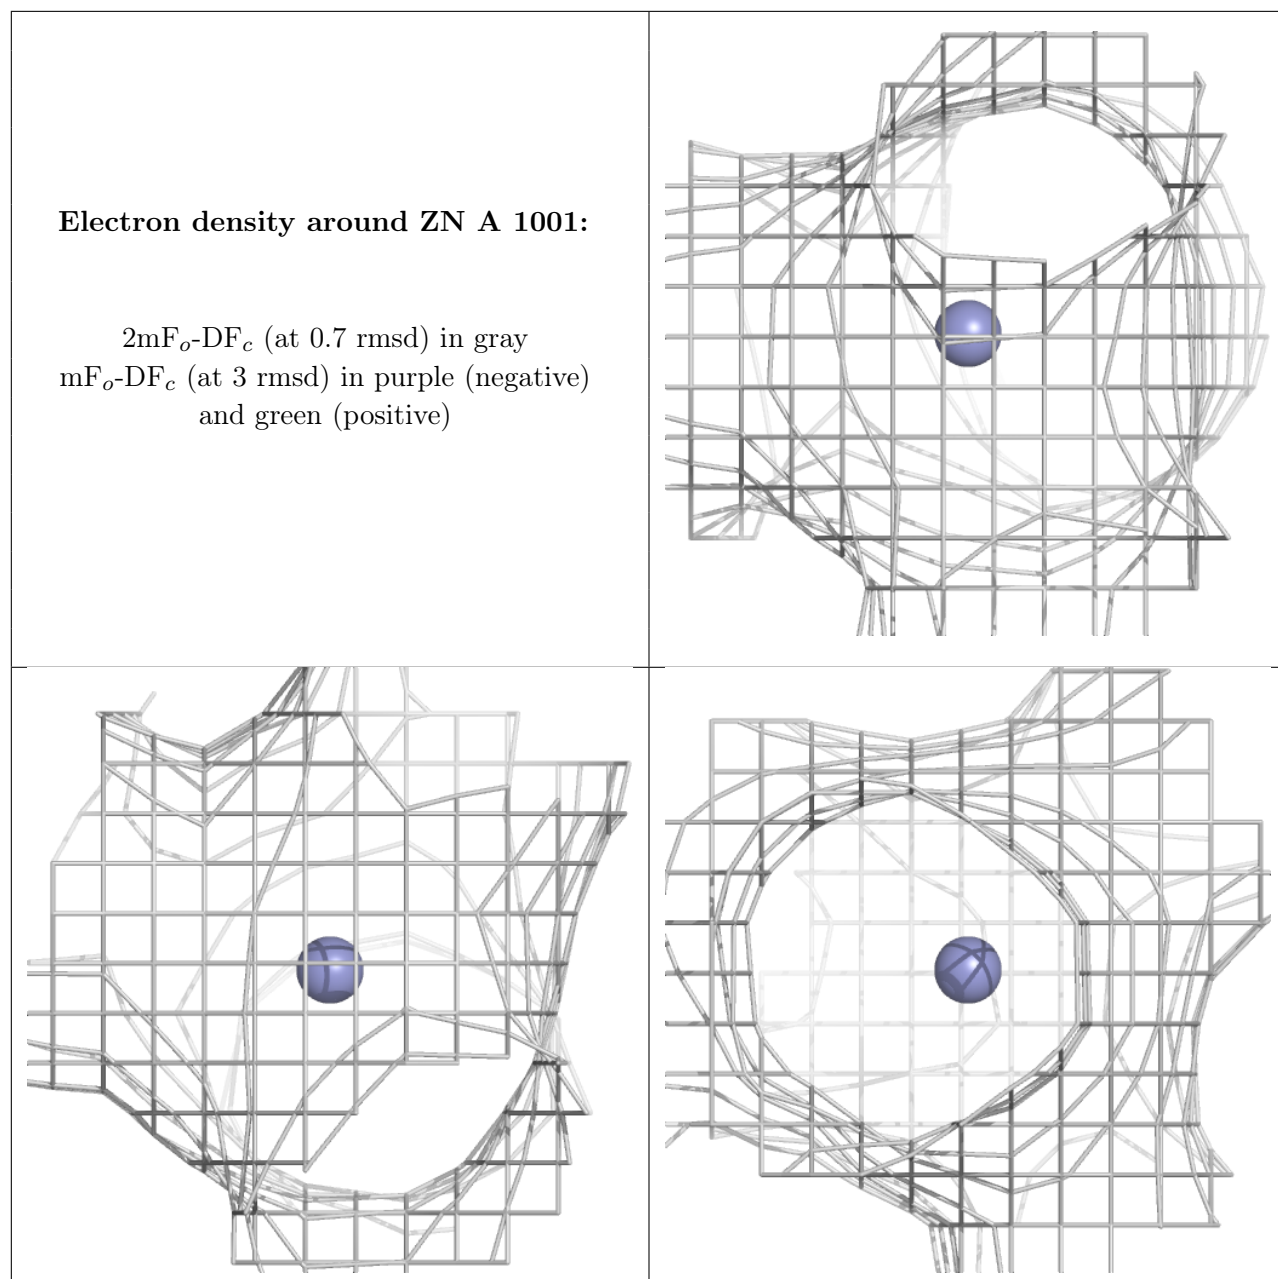 Electron density around ZN A 1001:
2mFo-DFc (at 0.7 rmsd) in gray
mFo-DFc (at 3 rmsd) in purple (negative)
and green (positive)